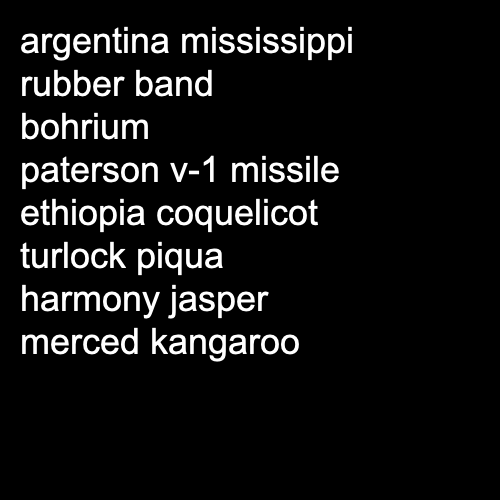 argentina mississippi
rubber band
bohrium
paterson v-1 missile
ethiopia coquelicot
turlock piqua
harmony jasper
merced kangaroo